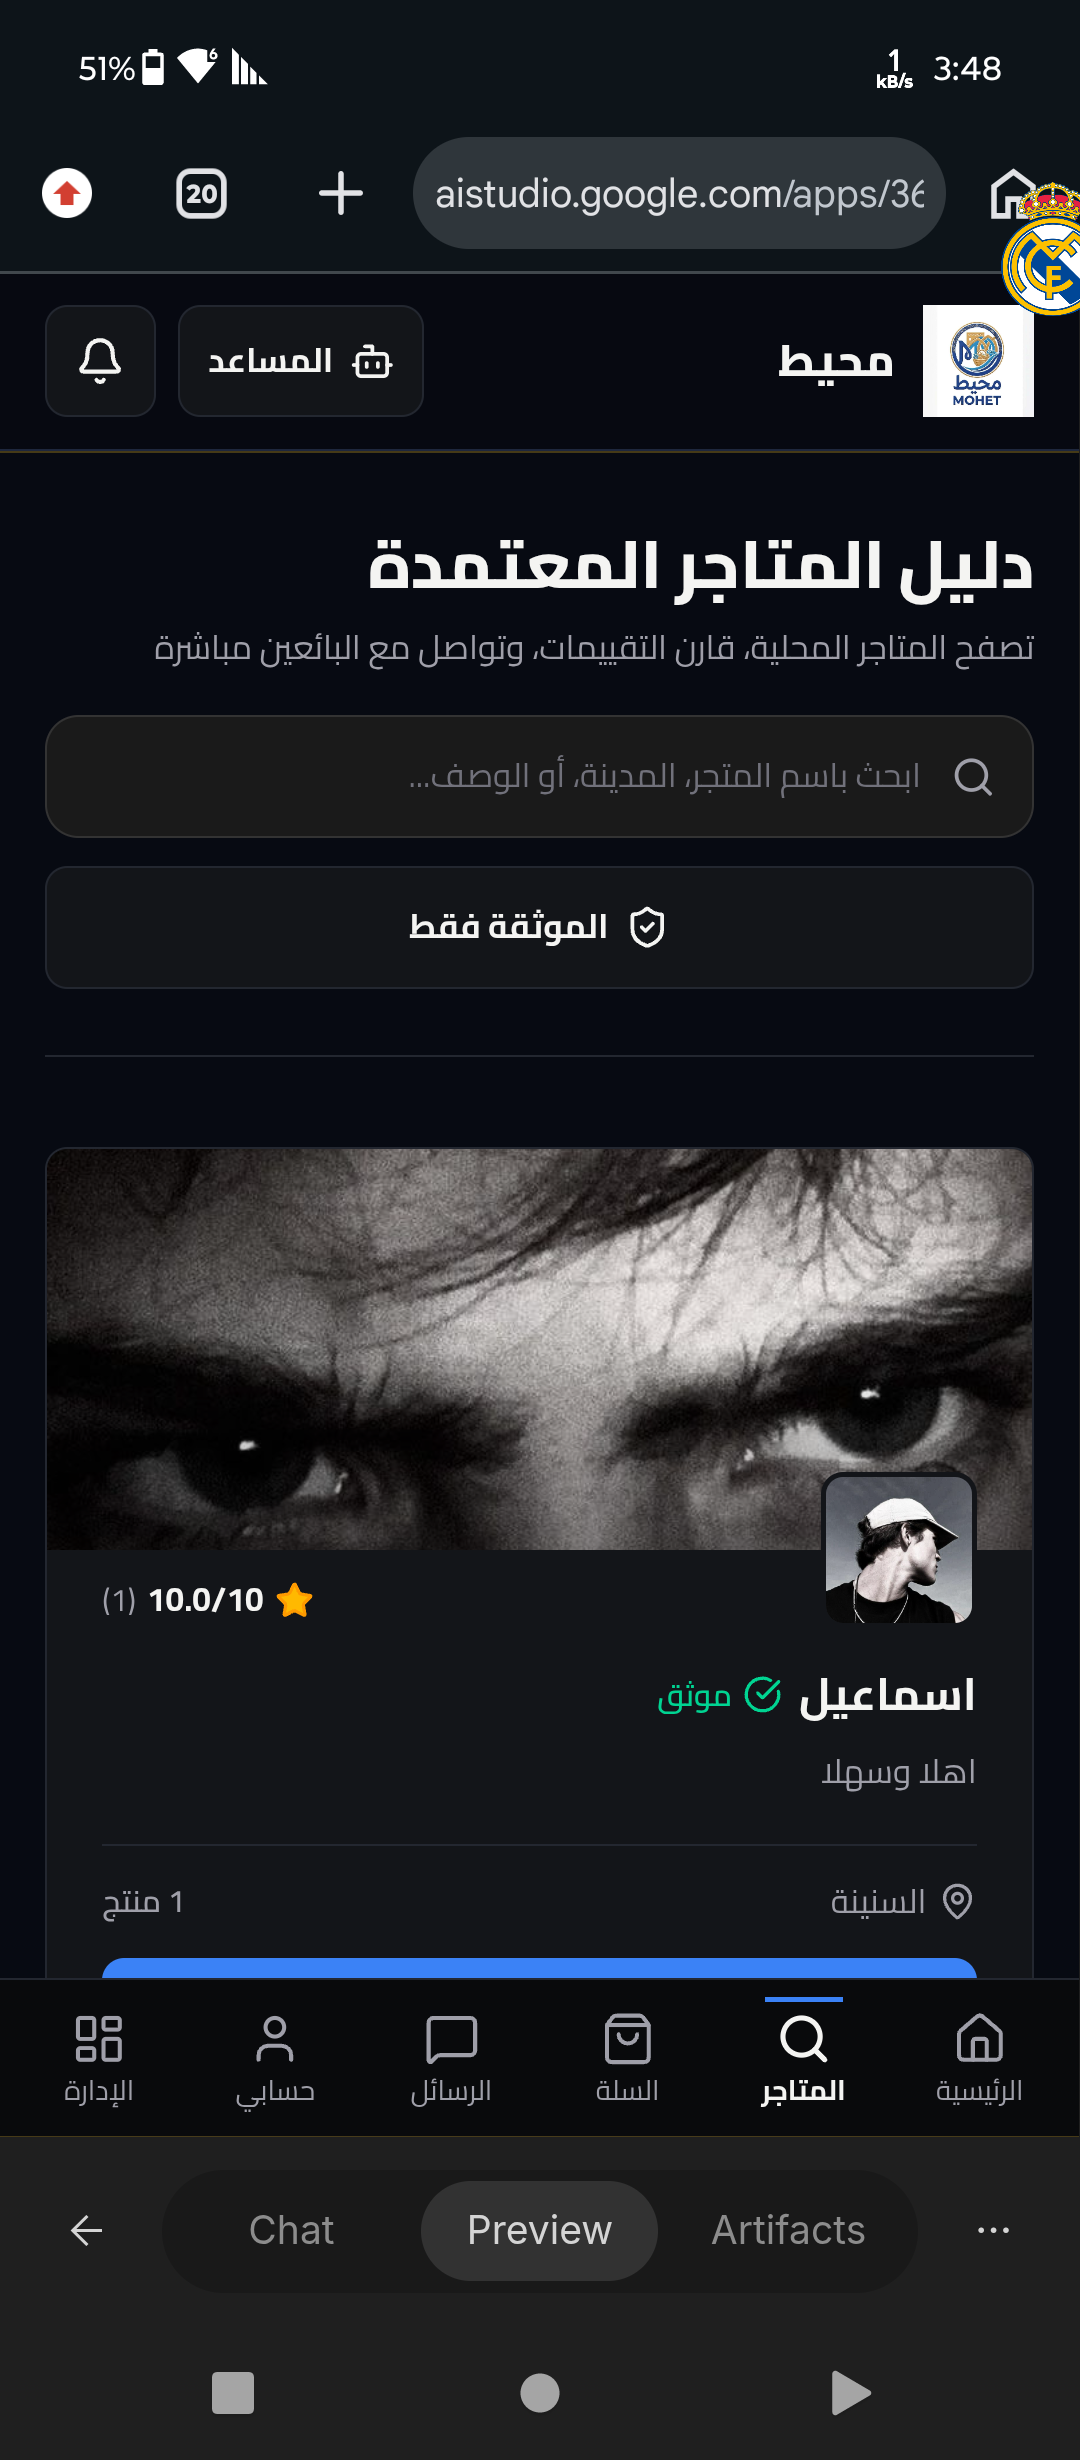 51% 6 1 kB/s 3:48
20 aistudio.google.com/apps/36
محيط
MOHET
محيط
المساعد
دليل المتاجر المعتمدة
تصفح المتاجر المحلية، قارن التقييمات، وتواصل مع البائعين مباشرة
ابحث باسم المتجر، المدينة، أو الوصف...
الموثقة فقط
10.0/10 (1)
اسماعيل موثق
اهلا وسهلا
السنينة
1 منتج
الرئيسية المتاجر السلة الرسائل حسابي الإدارة
Chat Preview Artifacts